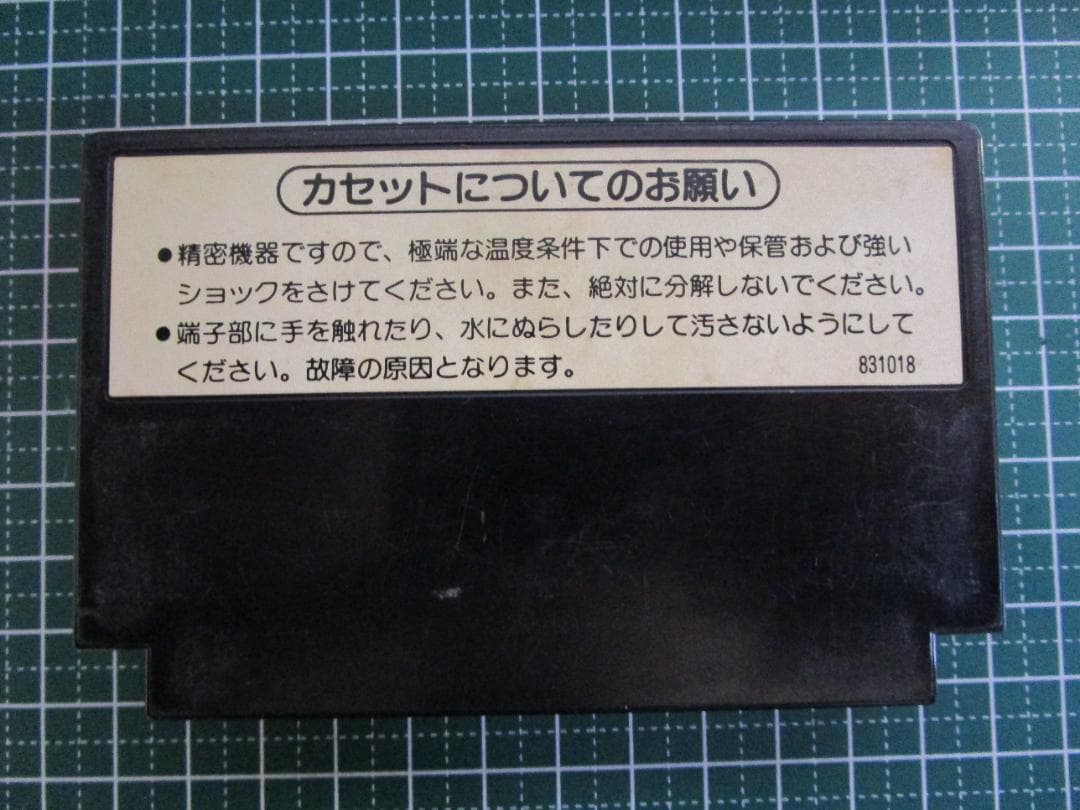 カセットについてのお願い
●精密機器ですので、極端な温度条件下での使用や保管および強い
ショックをさけてください。また、絶対に分解しないでください。
●端子部に手を触れたり、水にぬらしたりして汚さないようにして
ください。故障の原因となります。
831018